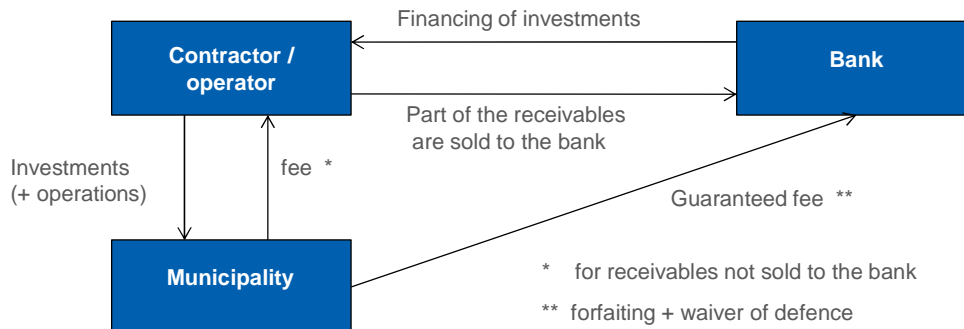 Financing of investments
Contractor /
operator
Bank
Part of the receivables
are sold to the bank
Investments
(+ operations)
fee *
Guaranteed fee **
Municipality
* for receivables not sold to the bank
** forfaiting + waiver of defence